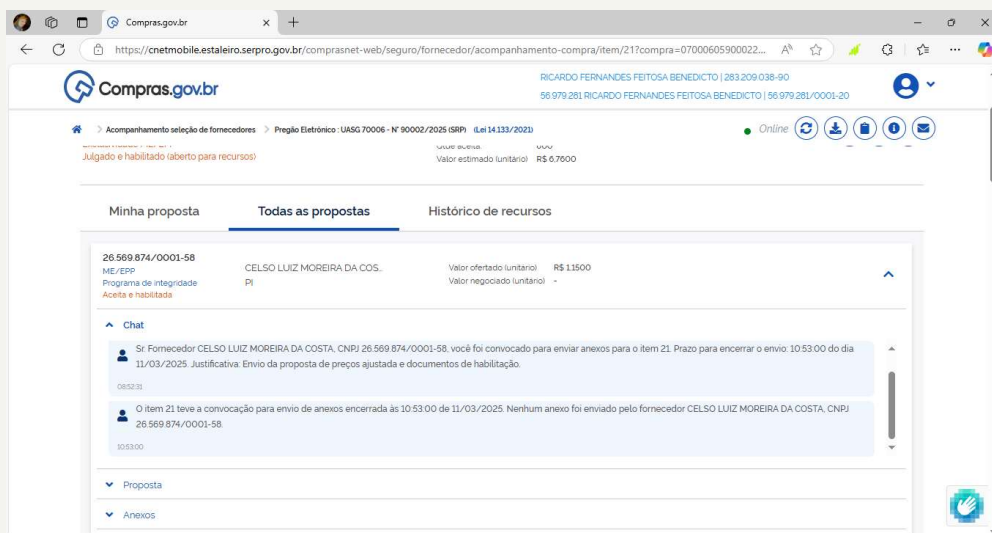 Compras.gov.br
https://cnetmobile.estaleiro.serpro.gov.br/comprasnet-web/seguro/fornecedor/acompanhamento-compra/item/21?compra=07000605900022...
Compras.gov.br
RICARDO FERNANDES FEITOSA BENEDICTO | 283.209.038-90
56.979.281 RICARDO FERNANDES FEITOSA BENEDICTO | 56.979.281/0001-20
Acompanhamento seleção de fornecedores > Pregão Eletrônico : UASG 70006 - N° 90002/2025 (SRP) (Lei 14.133/2021)
Online
Julgado e habilitado (aberto para recursos)
Valor estimado (unitário) R$ 6,7600
Minha proposta Todas as propostas Histórico de recursos
26.569.874/0001-58
ME/EPP
Programa de integridade
Aceita e habilitada
CELSO LUIZ MOREIRA DA COS...
PI
Valor ofertado (unitário) R$ 1,1500
Valor negociado (unitário) -
Chat
Sr. Fornecedor CELSO LUIZ MOREIRA DA COSTA, CNPJ 26.569.874/0001-58, você foi convocado para enviar anexos para o item 21. Prazo para encerrar o envio: 10:53:00 do dia
11/03/2025. Justificativa: Envio da proposta de preços ajustada e documentos de habilitação.
08:52:31
O item 21 teve a convocação para envio de anexos encerrada às 10:53:00 de 11/03/2025. Nenhum anexo foi enviado pelo fornecedor CELSO LUIZ MOREIRA DA COSTA, CNPJ
26.569.874/0001-58.
10:53:00
Proposta
Anexos